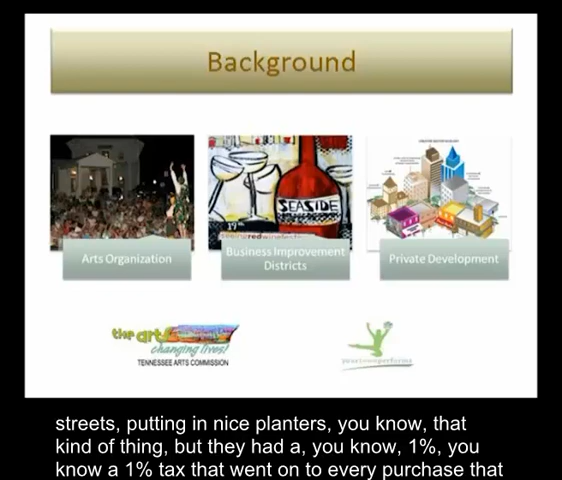 Background
SEASIDE
Arts Organization
Business Improvement
Districts
Private Development
the arts
changing lives!
TENNESSEE ARTS COMMISSION
yourtownperforms
streets, putting in nice planters, you know, that
kind of thing, but they had a, you know, 1%, you
know a 1% tax that went on to every purchase that